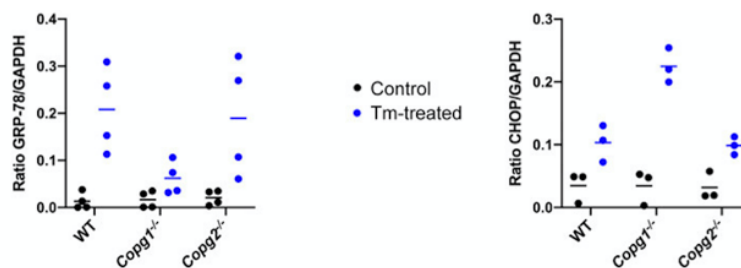 Ratio GRP-78/GAPDH
0.4
0.3
0.2
0.1
0.0
WT
Copg1-/-
Copg2-/-
Control
Tm-treated
Ratio CHOP/GAPDH
0.3
0.2
0.1
0.0
WT
Copg1-/-
Copg2-/-